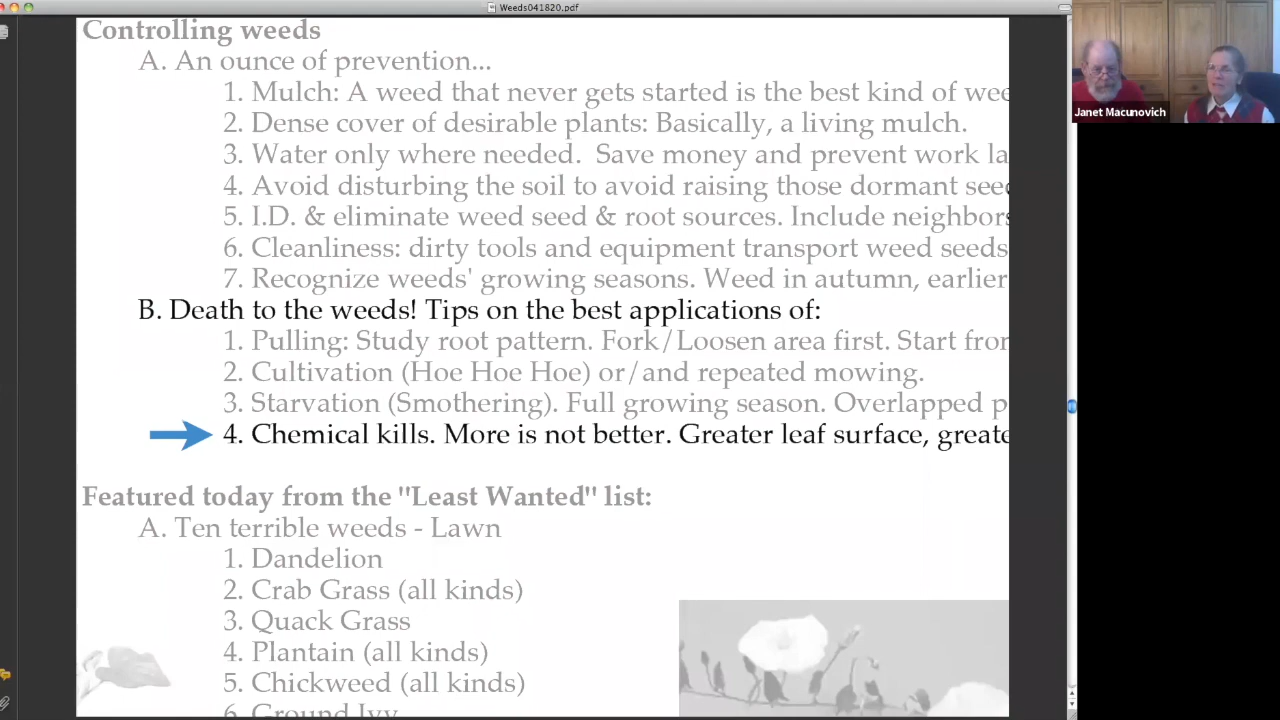 Weeds041820.pdf
Controlling weeds
A. An ounce of prevention...
1. Mulch: A weed that never gets started is the best kind of wee
2. Dense cover of desirable plants: Basically, a living mulch.
3. Water only where needed.  Save money and prevent work la
4. Avoid disturbing the soil to avoid raising those dormant see
5. I.D. & eliminate weed seed & root sources. Include neighbors
6. Cleanliness: dirty tools and equipment transport weed seeds
7. Recognize weeds' growing seasons. Weed in autumn, earlier
B. Death to the weeds! Tips on the best applications of:
1. Pulling: Study root pattern. Fork/Loosen area first. Start fron
2. Cultivation (Hoe Hoe Hoe) or/and repeated mowing.
3. Starvation (Smothering). Full growing season. Overlapped p
4. Chemical kills. More is not better. Greater leaf surface, greate
Featured today from the "Least Wanted" list:
A. Ten terrible weeds - Lawn
1. Dandelion
2. Crab Grass (all kinds)
3. Quack Grass
4. Plantain (all kinds)
5. Chickweed (all kinds)
6. Ground Ivy
Janet Macunovich